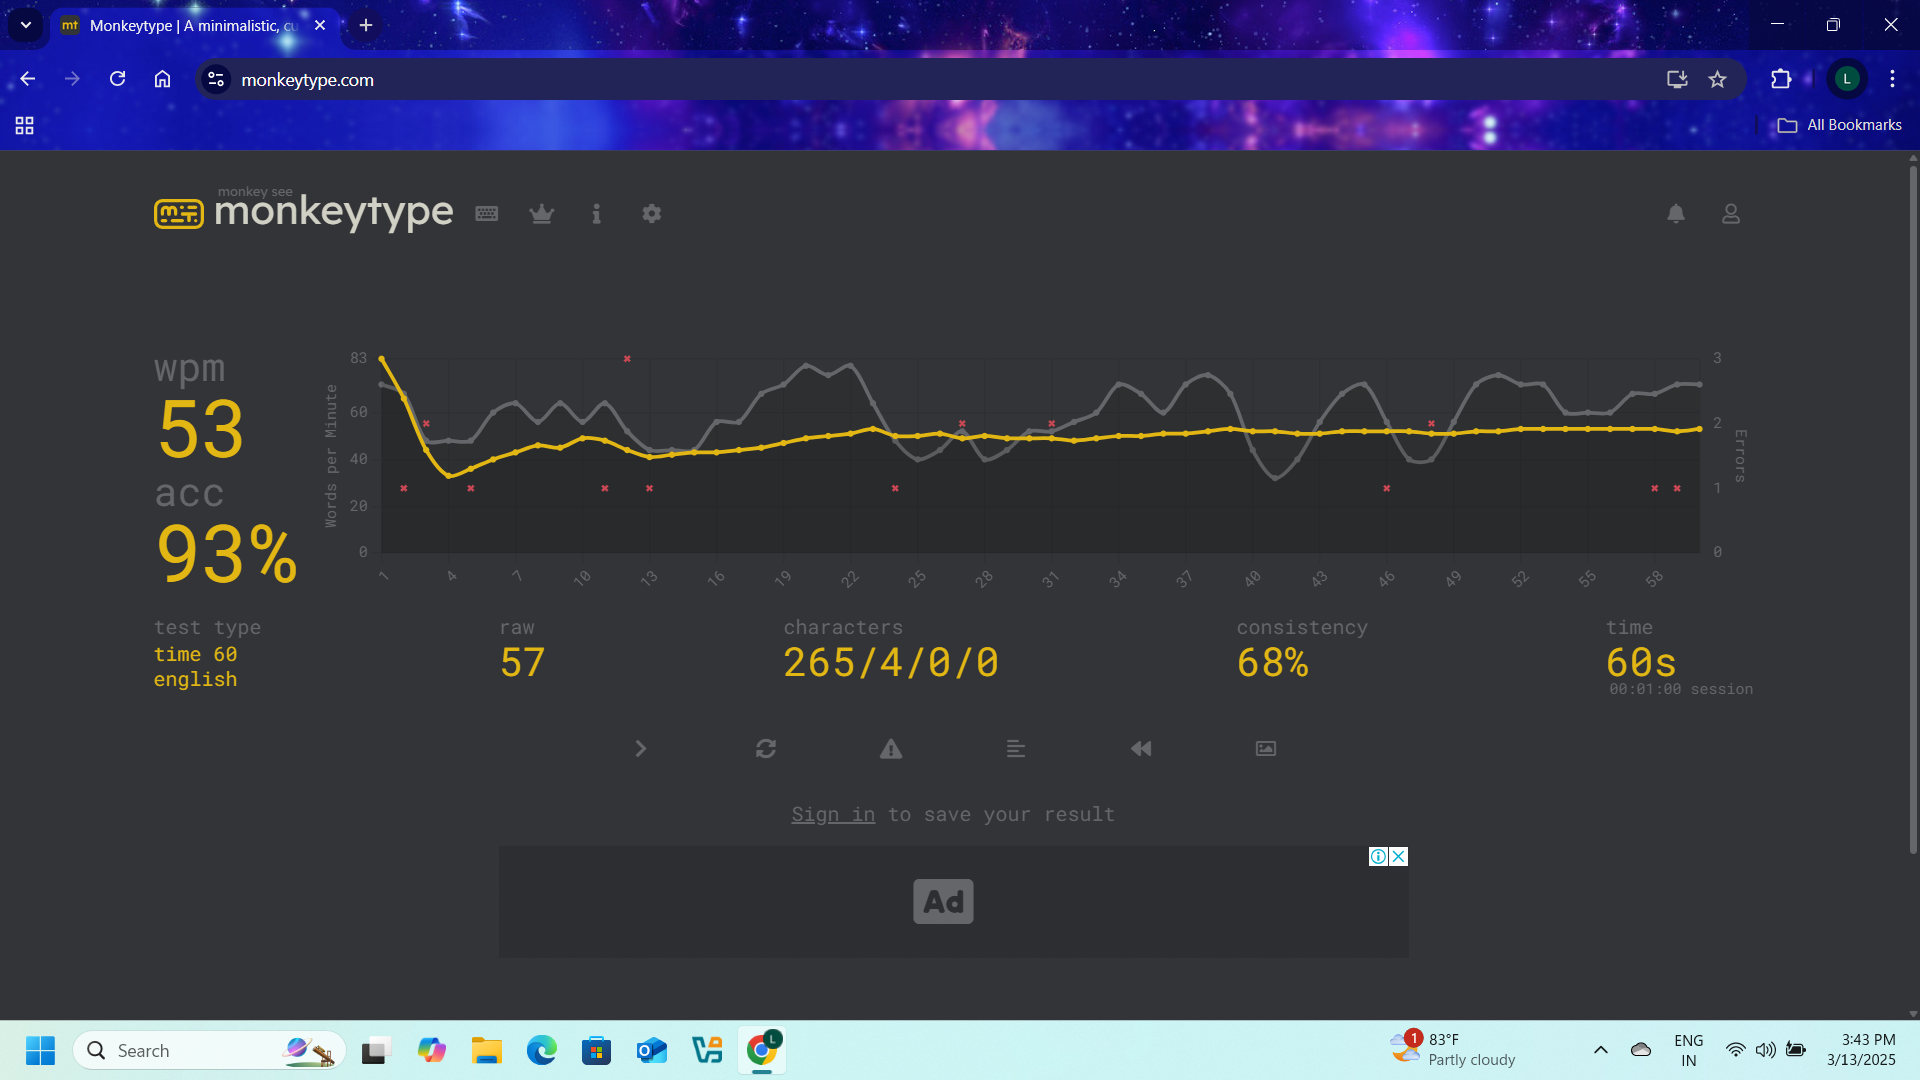 mt Monkeytype | A minimalistic, cu
monkeytype.com
L
All Bookmarks
monkey see
monkeytype
wpm
53
acc
93%
Words per Minute
83
60
40
20
0
3
2
1
0
Errors
1 4 7 10 13 16 19 22 25 28 31 34 37 40 43 46 49 52 55 58
test type
time 60
english
raw
57
characters
265/4/0/0
consistency
68%
time
60s
00:01:00 session
Sign in to save your result
Ad
Search
L
1
83°F
Partly cloudy
ENG
IN
3:43 PM
3/13/2025